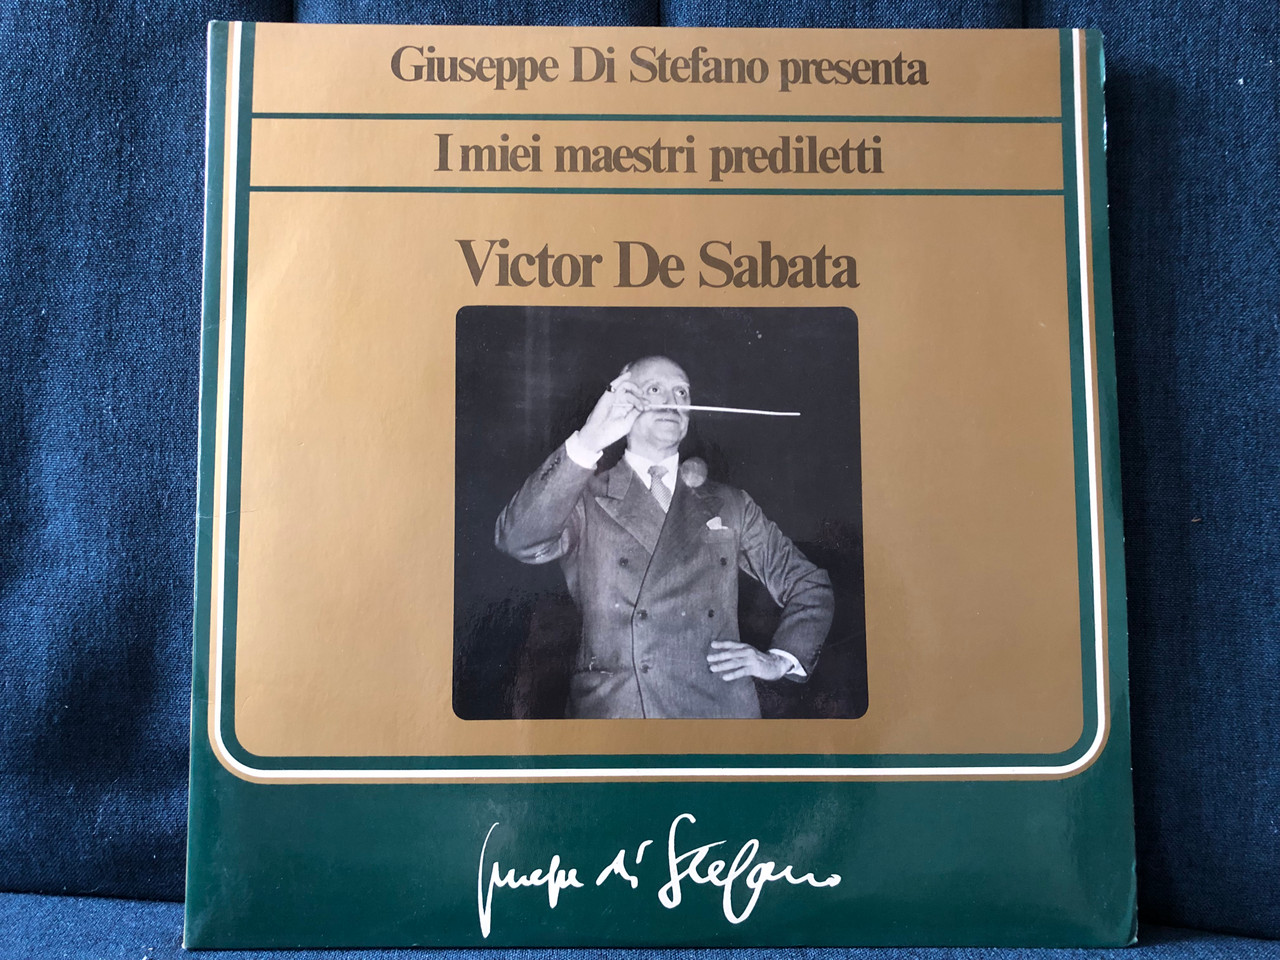 Giuseppe Di Stefano presenta
I miei maestri prediletti
Victor De Sabata
Giuseppe di Stefano